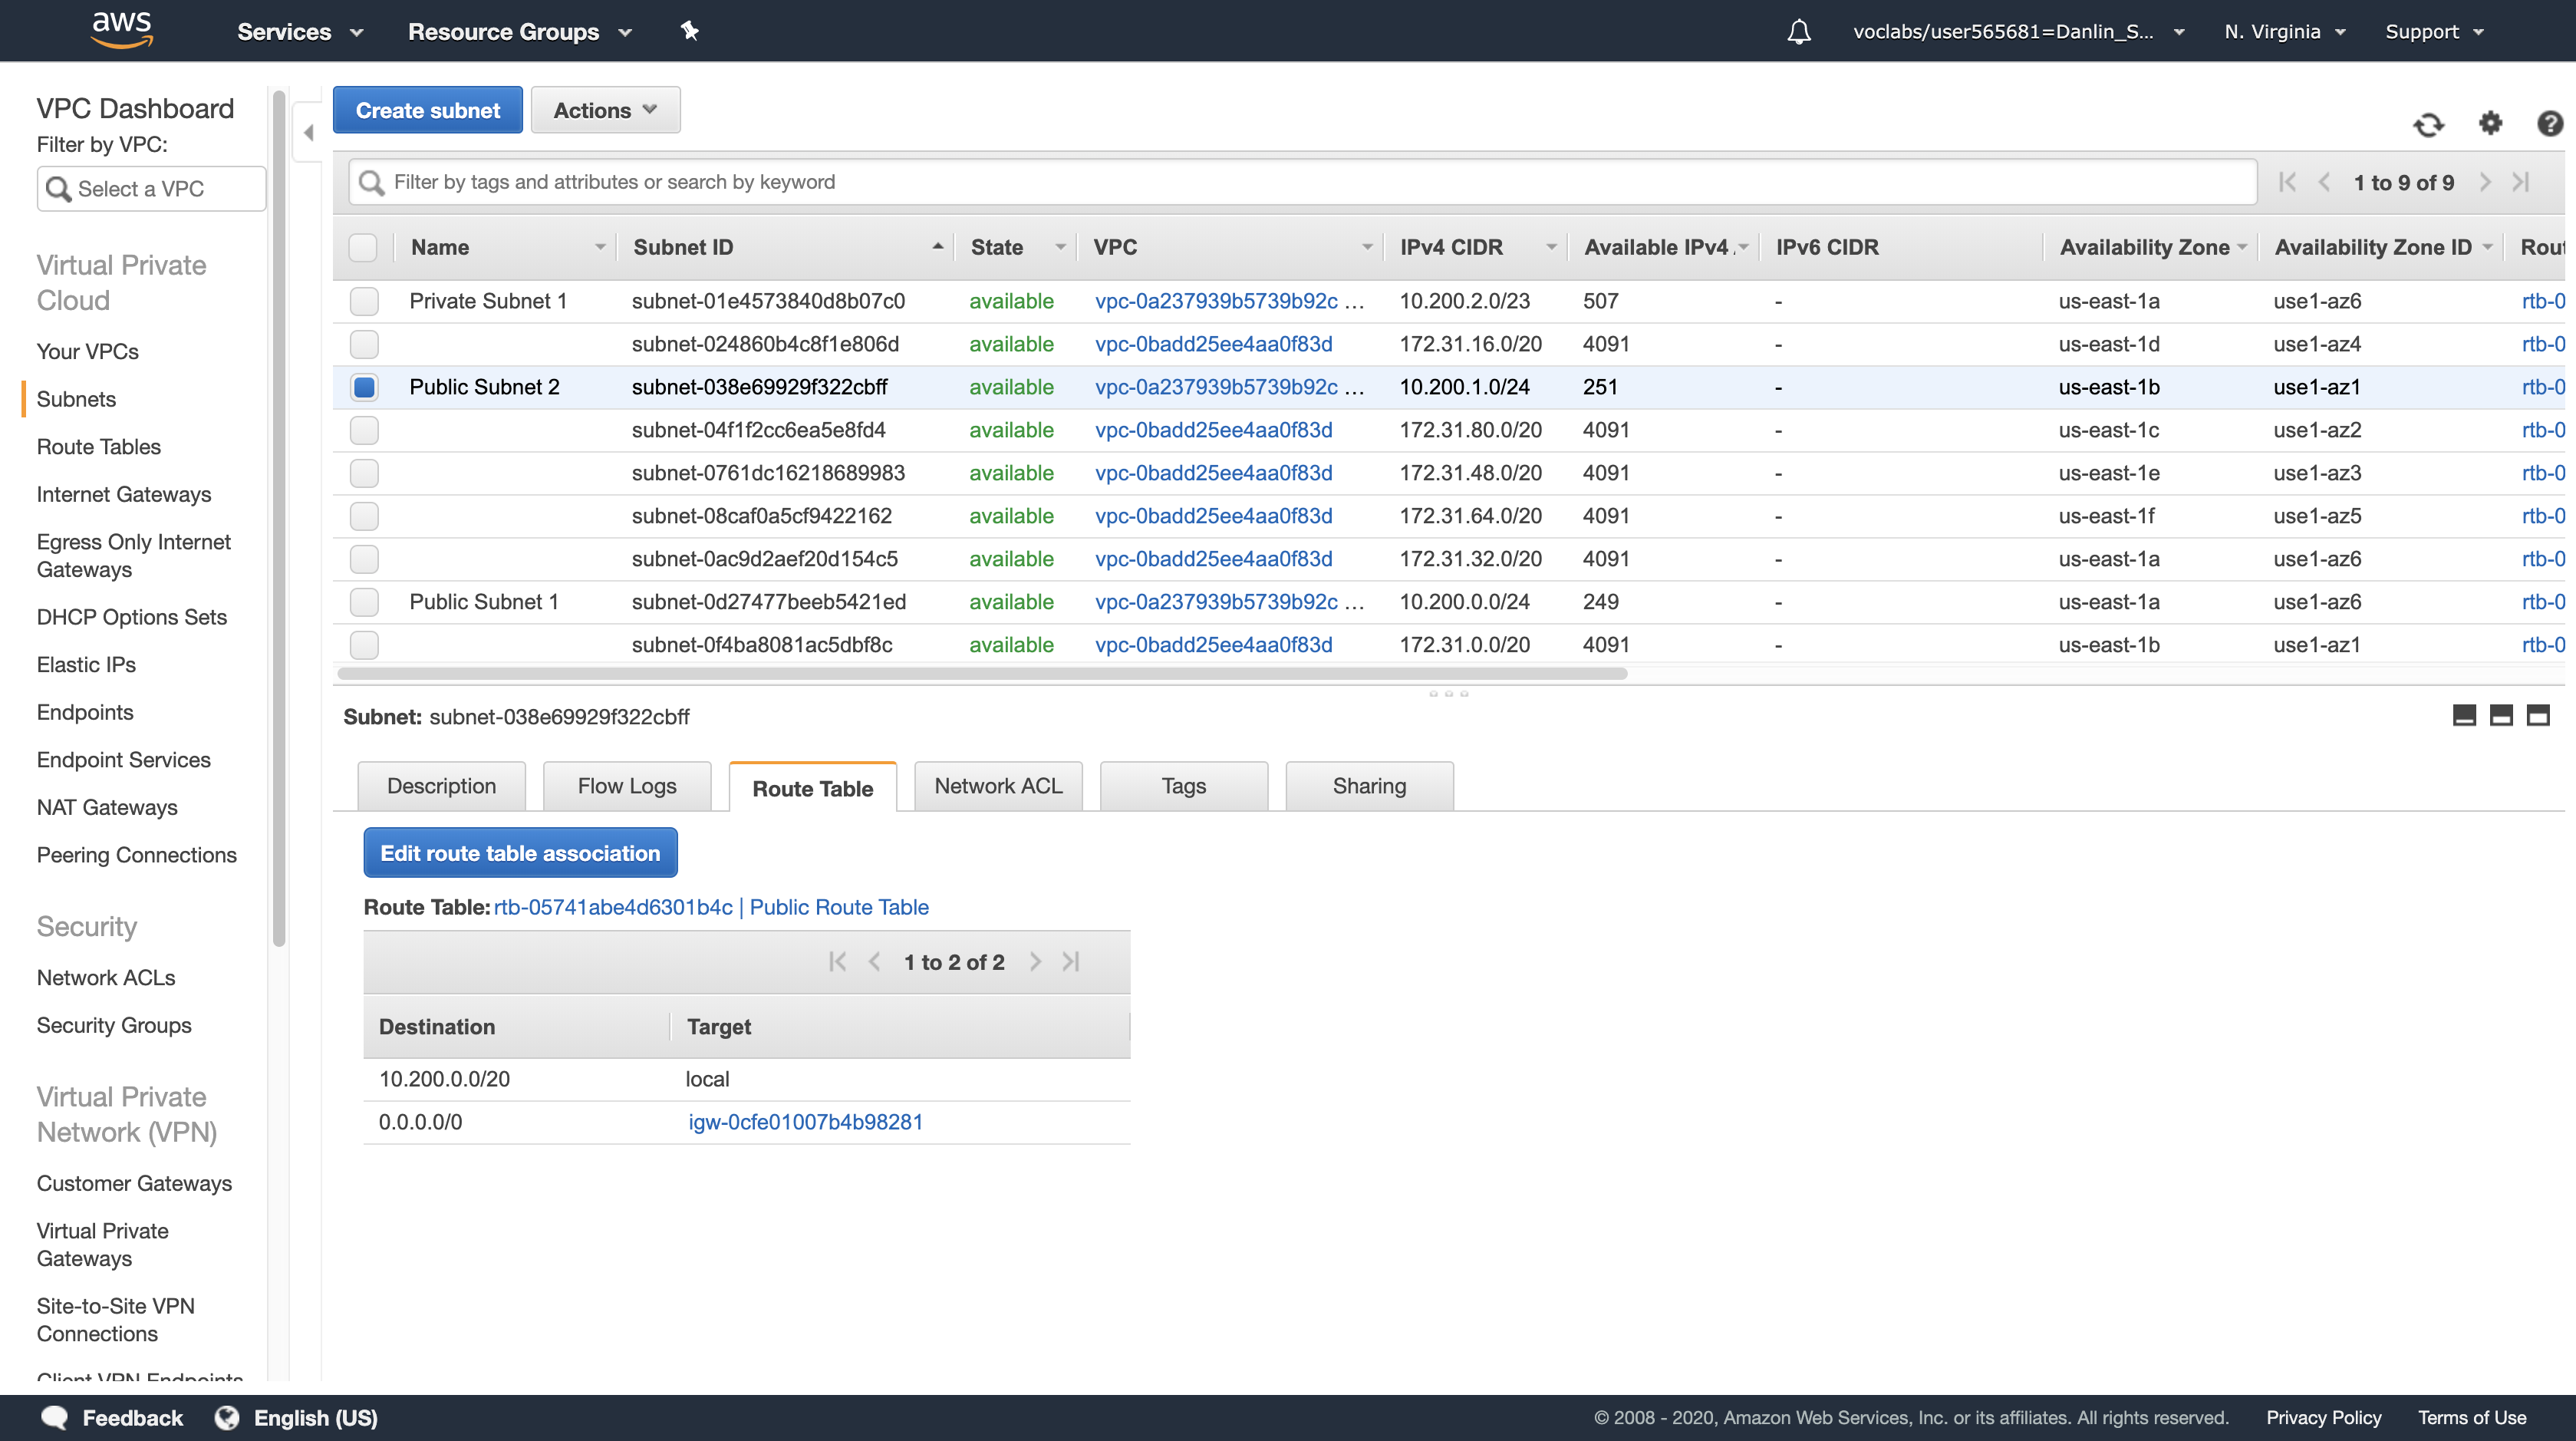 aws Services Resource Groups voclabs/user565681=Danlin_S... N. Virginia Support
VPC Dashboard
Filter by VPC:
Select a VPC
Virtual Private
Cloud
Your VPCs
Subnets
Route Tables
Internet Gateways
Egress Only Internet
Gateways
DHCP Options Sets
Elastic IPs
Endpoints
Endpoint Services
NAT Gateways
Peering Connections
Security
Network ACLs
Security Groups
Virtual Private
Network (VPN)
Customer Gateways
Virtual Private
Gateways
Site-to-Site VPN
Connections
Client VPN Endpoints
Create subnet Actions
Filter by tags and attributes or search by keyword 1 to 9 of 9
Name Subnet ID State VPC IPv4 CIDR Available IPv4 . IPv6 CIDR Availability Zone Availability Zone ID Rout
Private Subnet 1 subnet-01e4573840d8b07c0 available vpc-0a237939b5739b92c ... 10.200.2.0/23 507 - us-east-1a use1-az6 rtb-0
subnet-024860b4c8f1e806d available vpc-0badd25ee4aa0f83d 172.31.16.0/20 4091 - us-east-1d use1-az4 rtb-0
Public Subnet 2 subnet-038e69929f322cbff available vpc-0a237939b5739b92c ... 10.200.1.0/24 251 - us-east-1b use1-az1 rtb-0
subnet-04f1f2cc6ea5e8fd4 available vpc-0badd25ee4aa0f83d 172.31.80.0/20 4091 - us-east-1c use1-az2 rtb-0
subnet-0761dc16218689983 available vpc-0badd25ee4aa0f83d 172.31.48.0/20 4091 - us-east-1e use1-az3 rtb-0
subnet-08caf0a5cf9422162 available vpc-0badd25ee4aa0f83d 172.31.64.0/20 4091 - us-east-1f use1-az5 rtb-0
subnet-0ac9d2aef20d154c5 available vpc-0badd25ee4aa0f83d 172.31.32.0/20 4091 - us-east-1a use1-az6 rtb-0
Public Subnet 1 subnet-0d27477beeb5421ed available vpc-0a237939b5739b92c ... 10.200.0.0/24 249 - us-east-1a use1-az6 rtb-0
subnet-0f4ba8081ac5dbf8c available vpc-0badd25ee4aa0f83d 172.31.0.0/20 4091 - us-east-1b use1-az1 rtb-0
Subnet: subnet-038e69929f322cbff
Description Flow Logs Route Table Network ACL Tags Sharing
Edit route table association
Route Table: rtb-05741abe4d6301b4c | Public Route Table
1 to 2 of 2
Destination Target
10.200.0.0/20 local
0.0.0.0/0 igw-0cfe01007b4b98281
Feedback English (US) © 2008 - 2020, Amazon Web Services, Inc. or its affiliates. All rights reserved. Privacy Policy Terms of Use